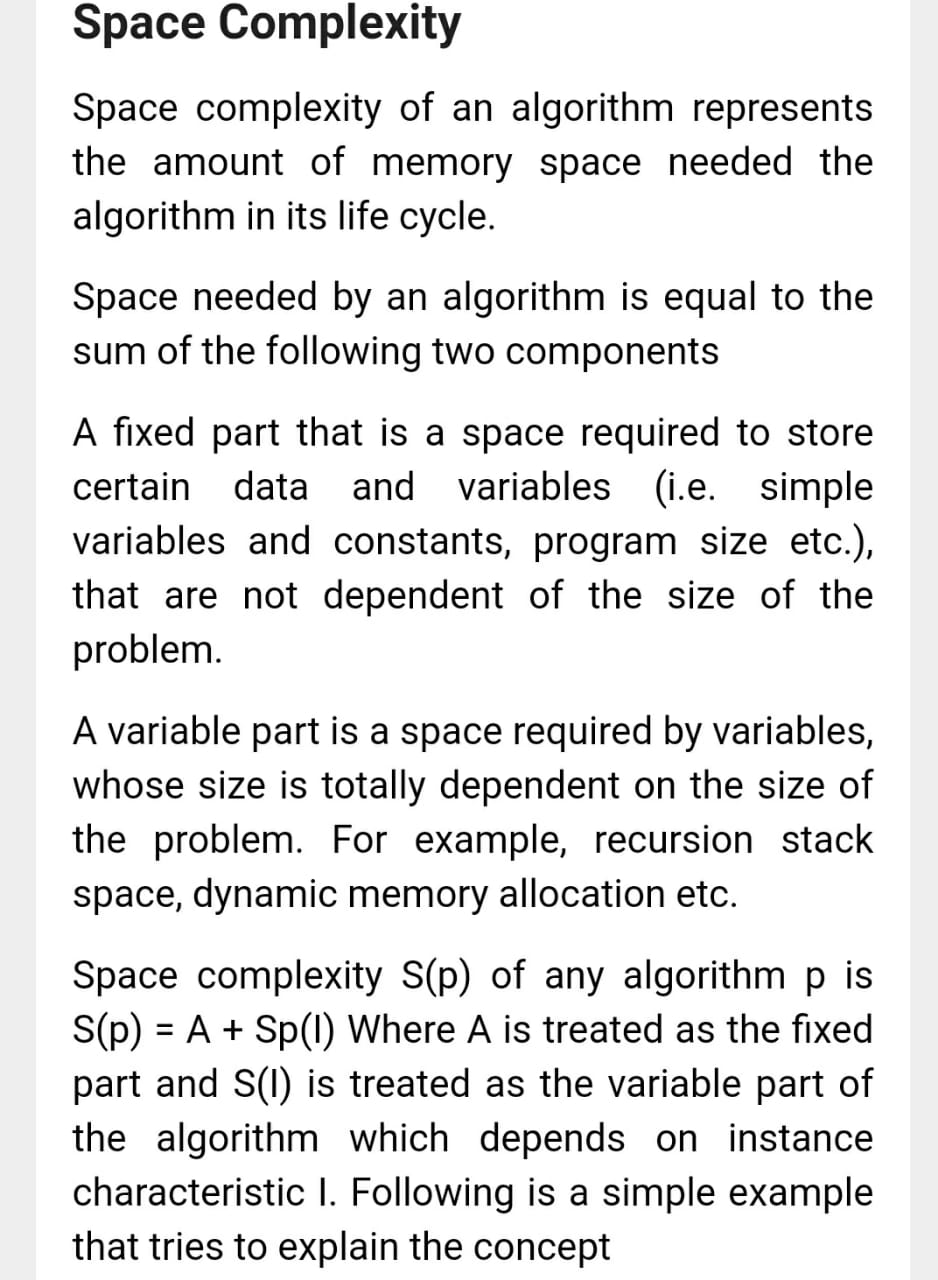 Space Complexity
Space complexity of an algorithm represents
the amount of memory space needed the
algorithm in its life cycle.
Space needed by an algorithm is equal to the
sum of the following two components
A fixed part that is a space required to store
certain data and variables (i.e. simple
variables and constants, program size etc.),
that are not dependent of the size of the
problem.
A variable part is a space required by variables,
whose size is totally dependent on the size of
the problem. For example, recursion stack
space, dynamic memory allocation etc.
Space complexity S(p) of any algorithm p is
S(p) = A + Sp(I) Where A is treated as the fixed
part and S(I) is treated as the variable part of
the algorithm which depends on instance
characteristic I. Following is a simple example
that tries to explain the concept